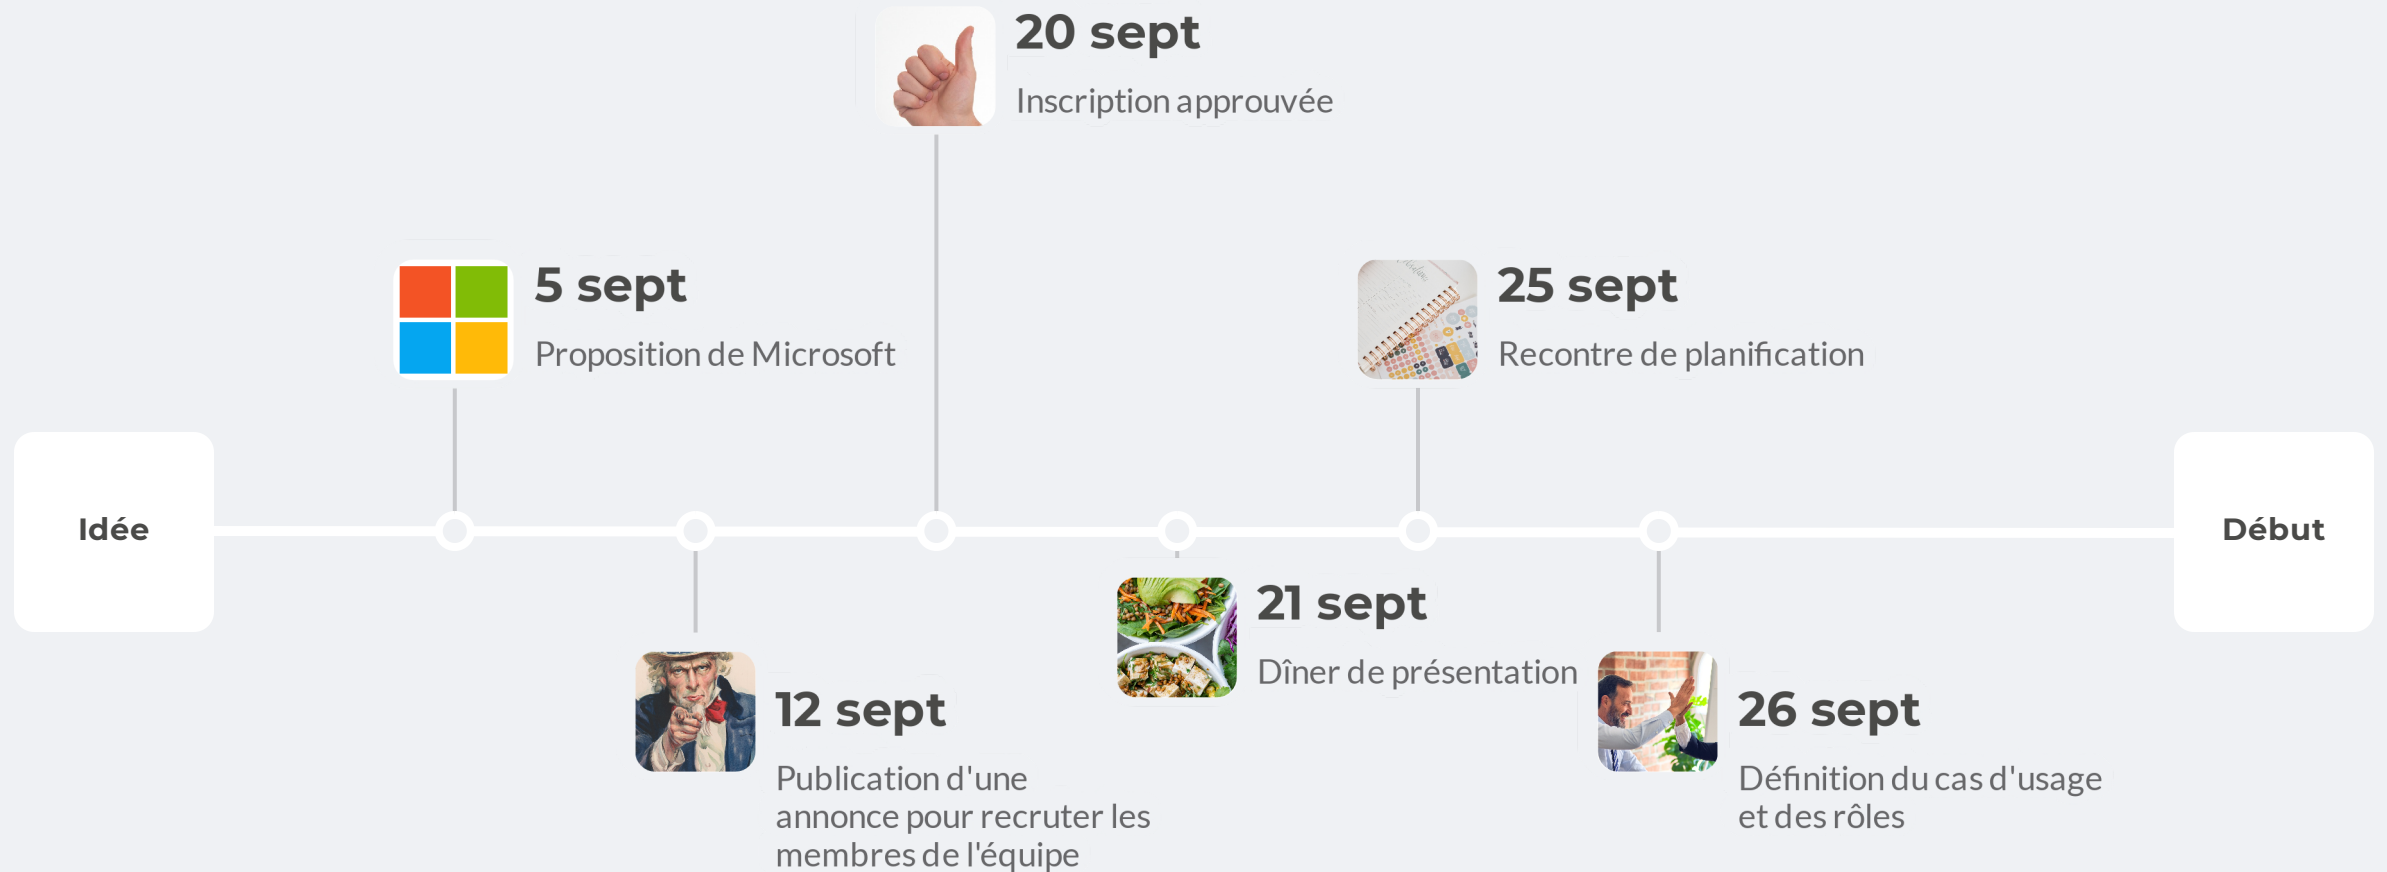 Idée
5 sept
Proposition de Microsoft
12 sept
Publication d'une
annonce pour recruter les
membres de l'équipe
20 sept
Inscription approuvée
21 sept
Dîner de présentation
25 sept
Recontre de planification
26 sept
Définition du cas d'usage
et des rôles
Début